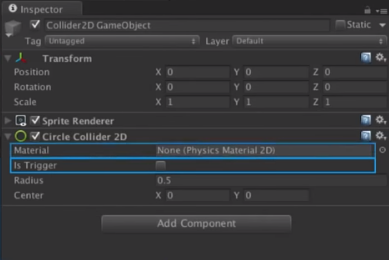 Inspector
Collider2D GameObject Static
Tag Untagged Layer Default
Transform
Position X 0 Y 0 Z 0
Rotation X 0 Y 0 Z 0
Scale X 1 Y 1 Z 1
Sprite Renderer
Circle Collider 2D
Material None (Physics Material 2D)
Is Trigger
Radius 0.5
Center X 0 Y 0
Add Component